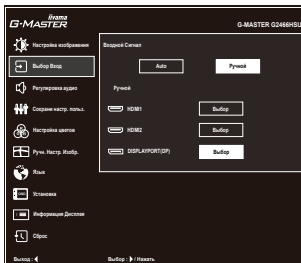 iiyama
G-MASTER
G-MASTER G2466HSU
Настройка изображения
Выбор Вход
Регулировка аудио
Сохране настр. польз.
Настройка цветов
Ручн. Настр. Изобр.
Язык
Установка
Информация Дисплея
Сброс
Входной Сигнал
Auto Ручной
Ручной
HDMI1 Выбор
HDMI2 Выбор
DISPLAYPORT(DP) Выбор
Выход : Выбор : / Нажать